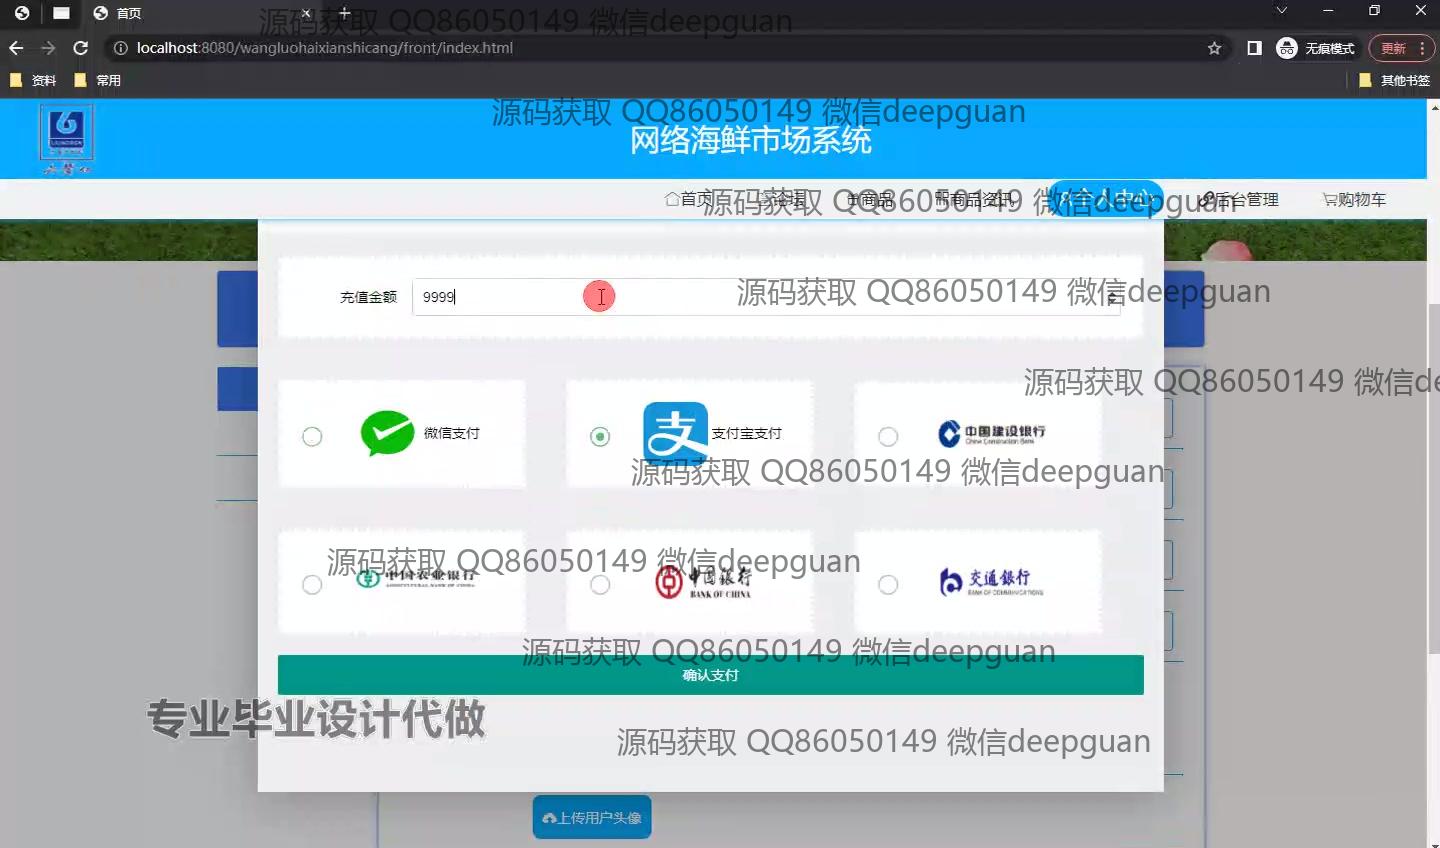 首页
localhost:8080/wangluohaixianshicang/front/index.html
无痕模式
更新
资料
常用
其他书签
源码获取 QQ86050149 微信deepguan
源码获取 QQ86050149 微信deepguan
网络海鲜市场系统
首页
商品
商品资讯
个人中心
后台管理
购物车
源码获取 QQ86050149 微信deepguan
充值金额
9999
源码获取 QQ86050149 微信deepguan
源码获取 QQ86050149 微信de
微信支付
支
支付宝支付
中国建设银行
China Construction Bank
源码获取 QQ86050149 微信deepguan
源码获取 QQ86050149 微信deepguan
中国农业银行
AGRICULTURAL BANK OF CHINA
中国银行
BANK OF CHINA
交通银行
BANK OF COMMUNICATIONS
源码获取 QQ86050149 微信deepguan
确认支付
专业毕业设计代做
源码获取 QQ86050149 微信deepguan
上传用户头像